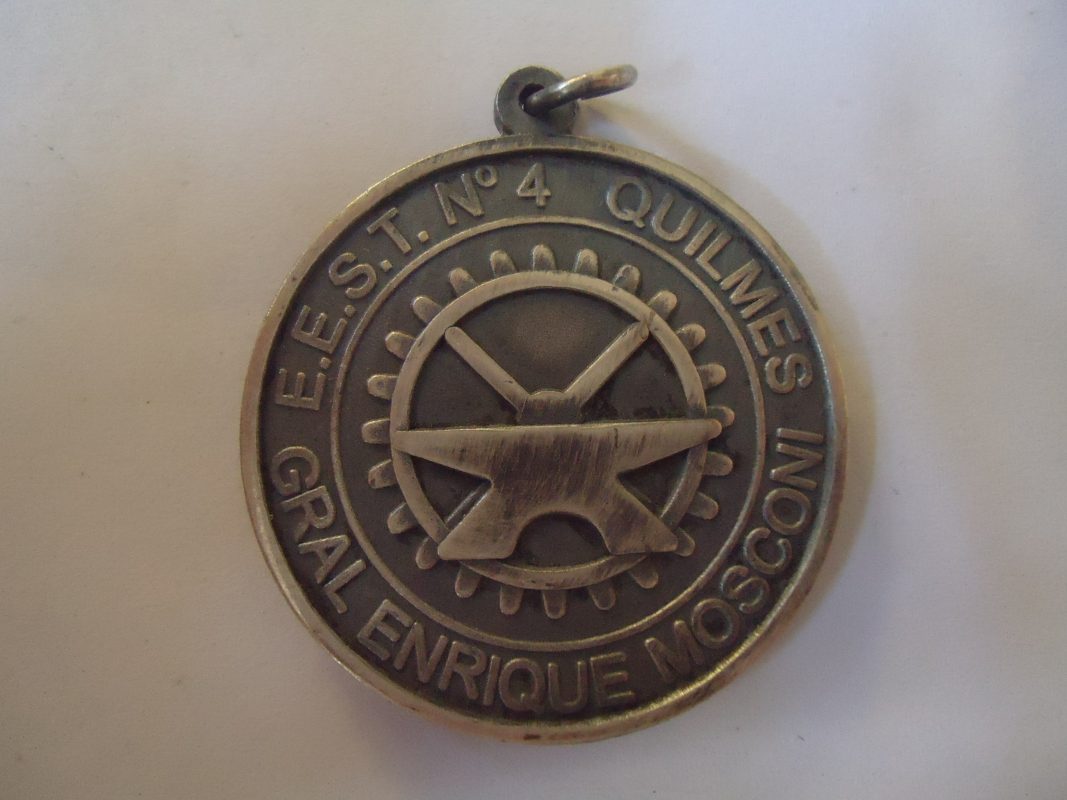 E.E.S.T. Nº 4 QUILMES
GRAL ENRIQUE MOSCONI